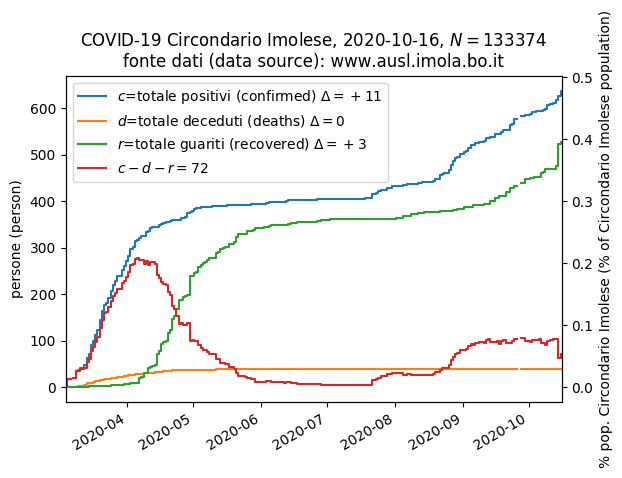 COVID-19 Circondario Imolese, 2020-10-16, N = 133374
fonte dati (data source): www.ausl.imola.bo.it
c=totale positivi (confirmed) Δ = +11
d=totale deceduti (deaths) Δ = 0
r=totale guariti (recovered) Δ = +3
c − d − r = 72
persone (person)
600
500
400
300
200
100
0
0.5
0.4
0.3
0.2
0.1
0.0
% pop. Circondario Imolese (% of Circondario Imolese population)
2020-04
2020-05
2020-06
2020-07
2020-08
2020-09
2020-10